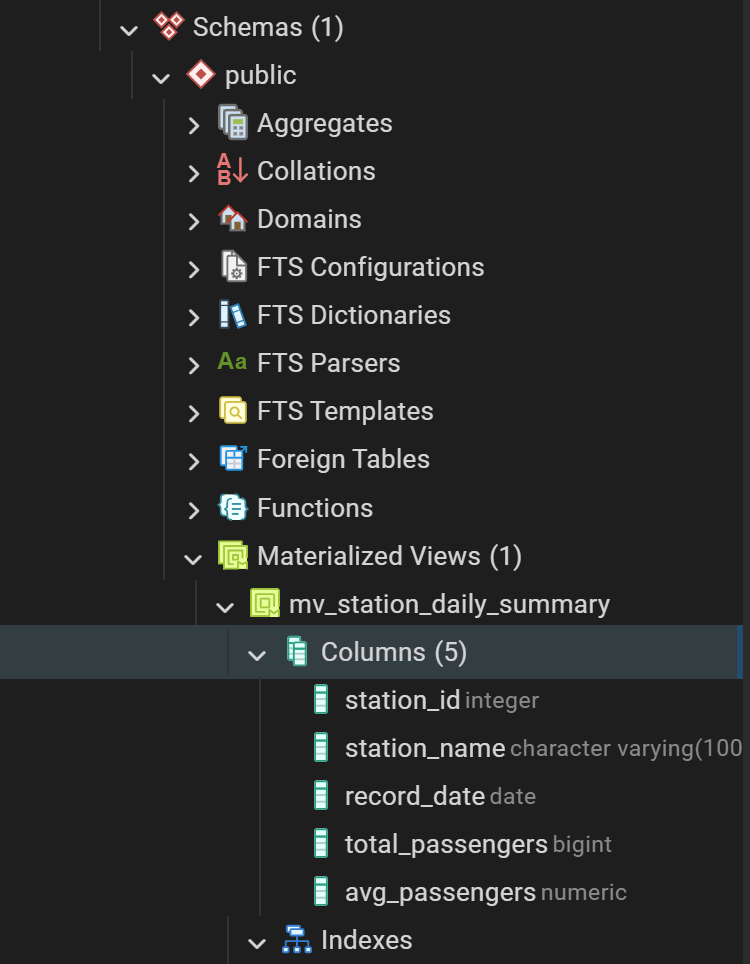 Schemas (1)
public
Aggregates
Collations
Domains
FTS Configurations
FTS Dictionaries
Aa FTS Parsers
FTS Templates
Foreign Tables
Functions
Materialized Views (1)
mv_station_daily_summary
Columns (5)
station_id integer
station_name character varying(100
record_date date
total_passengers bigint
avg_passengers numeric
Indexes